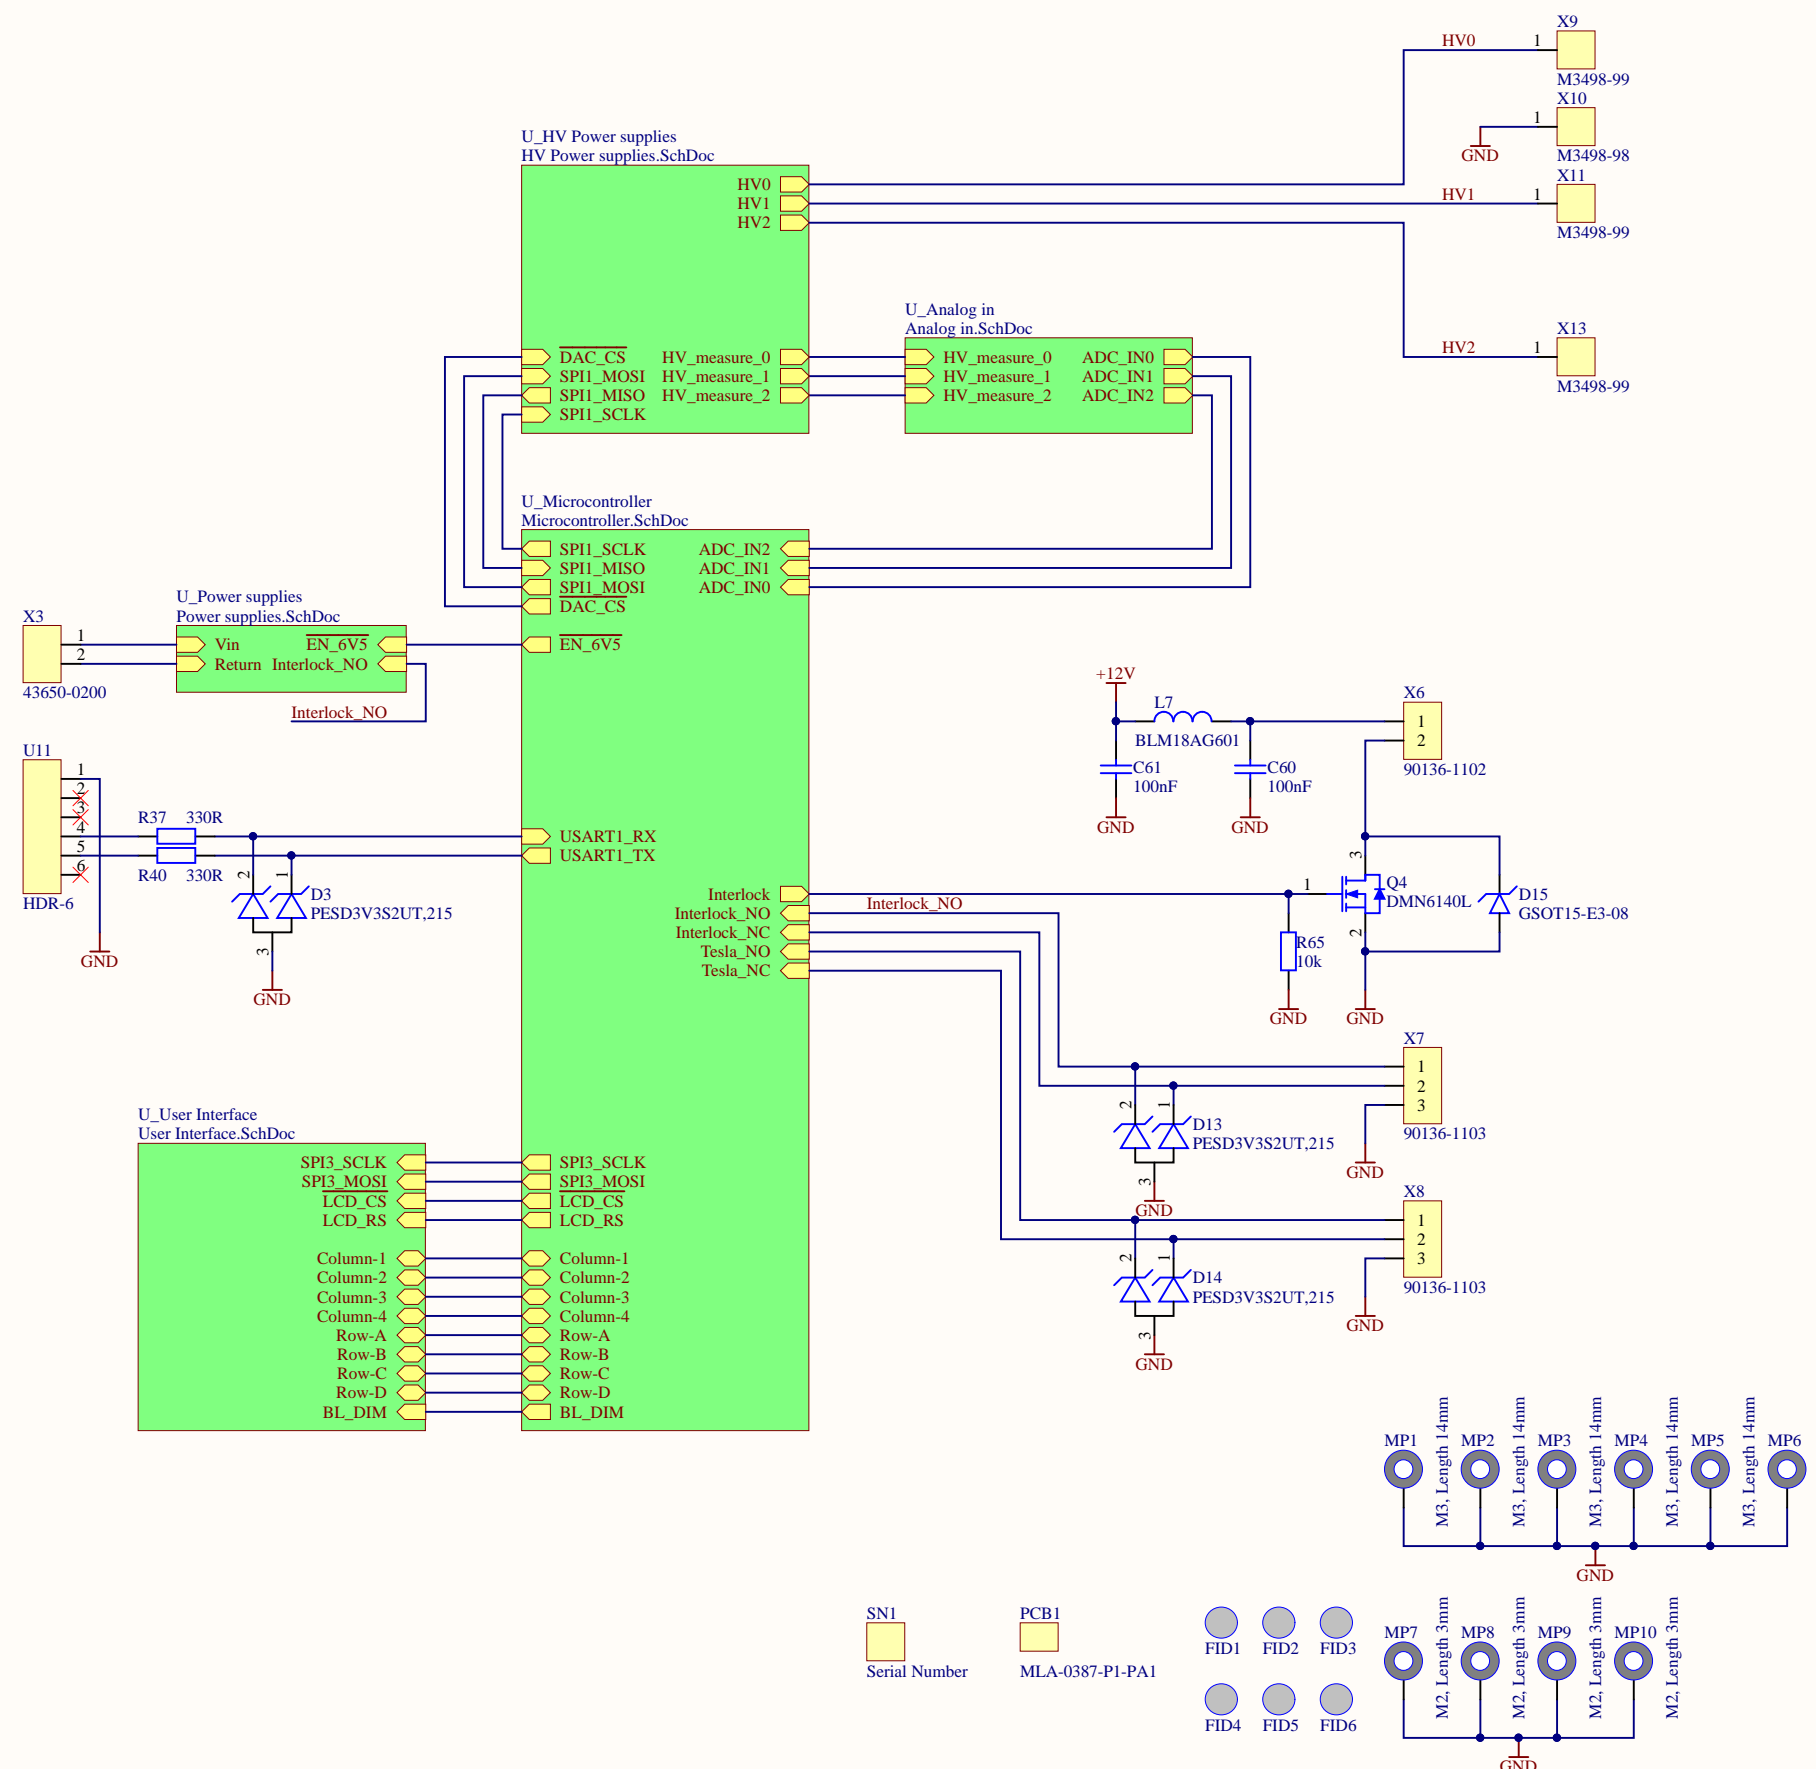 X9
HV0
1
M3498-99
X10
1
GND
M3498-98
X11
HV1
1
M3498-99
X13
HV2
1
M3498-99
U_HV Power supplies
HV Power supplies.SchDoc
HV0
HV1
HV2
DAC_CS HV_measure_0
SPI1_MOSI HV_measure_1
SPI1_MISO HV_measure_2
SPI1_SCLK
U_Analog in
Analog in.SchDoc
HV_measure_0 ADC_IN0
HV_measure_1 ADC_IN1
HV_measure_2 ADC_IN2
U_Microcontroller
Microcontroller.SchDoc
SPI1_SCLK ADC_IN2
SPI1_MISO ADC_IN1
SPI1_MOSI ADC_IN0
DAC_CS
EN_6V5
USART1_RX
USART1_TX
Interlock
Interlock_NO
Interlock_NC
Tesla_NO
Tesla_NC
SPI3_SCLK
SPI3_MOSI
LCD_CS
LCD_RS
Column-1
Column-2
Column-3
Column-4
Row-A
Row-B
Row-C
Row-D
BL_DIM
Interlock_NO
X3
1
2
43650-0200
U_Power supplies
Power supplies.SchDoc
Vin EN_6V5
Return Interlock_NO
Interlock_NO
U11
1
2
3
4
5
6
HDR-6
GND
R37 330R
R40 330R
2
1
D3
PESD3V3S2UT,215
3
GND
U_User Interface
User Interface.SchDoc
SPI3_SCLK
SPI3_MOSI
LCD_CS
LCD_RS
Column-1
Column-2
Column-3
Column-4
Row-A
Row-B
Row-C
Row-D
BL_DIM
+12V
L7
BLM18AG601
C61
100nF
GND
C60
100nF
GND
X6
1
2
90136-1102
3
1
Q4
DMN6140L
2
D15
GSOT15-E3-08
R65
10k
GND
GND
X7
1
2
3
90136-1103
GND
2
1
D13
PESD3V3S2UT,215
3
GND
X8
1
2
3
90136-1103
GND
2
1
D14
PESD3V3S2UT,215
3
GND
MP1
M3, Length 14mm
MP2
M3, Length 14mm
MP3
M3, Length 14mm
MP4
M3, Length 14mm
MP5
M3, Length 14mm
MP6
GND
SN1
Serial Number
PCB1
MLA-0387-P1-PA1
FID1 FID2 FID3
FID4 FID5 FID6
MP7
M2, Length 3mm
MP8
M2, Length 3mm
MP9
M2, Length 3mm
MP10
M2, Length 3mm
GND